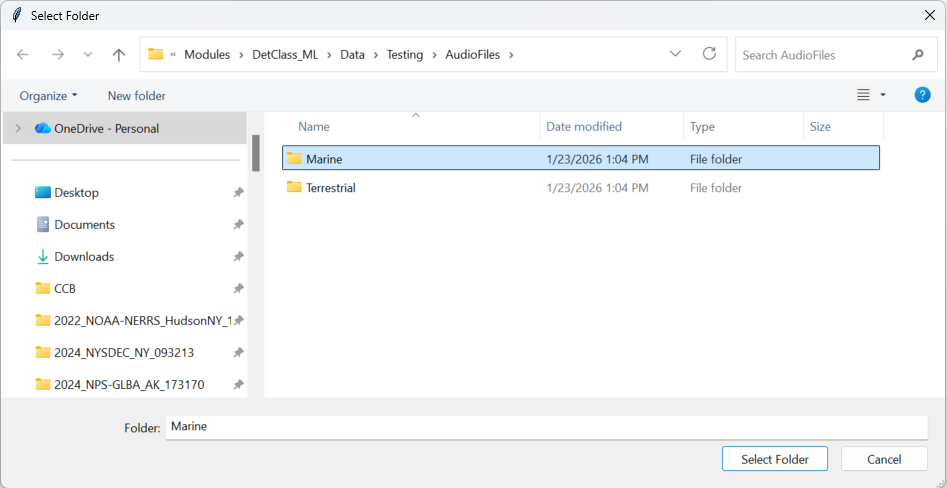 Select Folder
« Modules > DetClass_ML > Data > Testing > AudioFiles >
Search AudioFiles
Organize
New folder
OneDrive - Personal
Desktop
Documents
Downloads
CCB
2022_NOAA-NERRS_HudsonNY_1
2024_NYSDEC_NY_093213
2024_NPS-GLBA_AK_173170
Name Date modified Type Size
Marine 1/23/2026 1:04 PM File folder
Terrestrial 1/23/2026 1:04 PM File folder
Folder: Marine
Select Folder Cancel